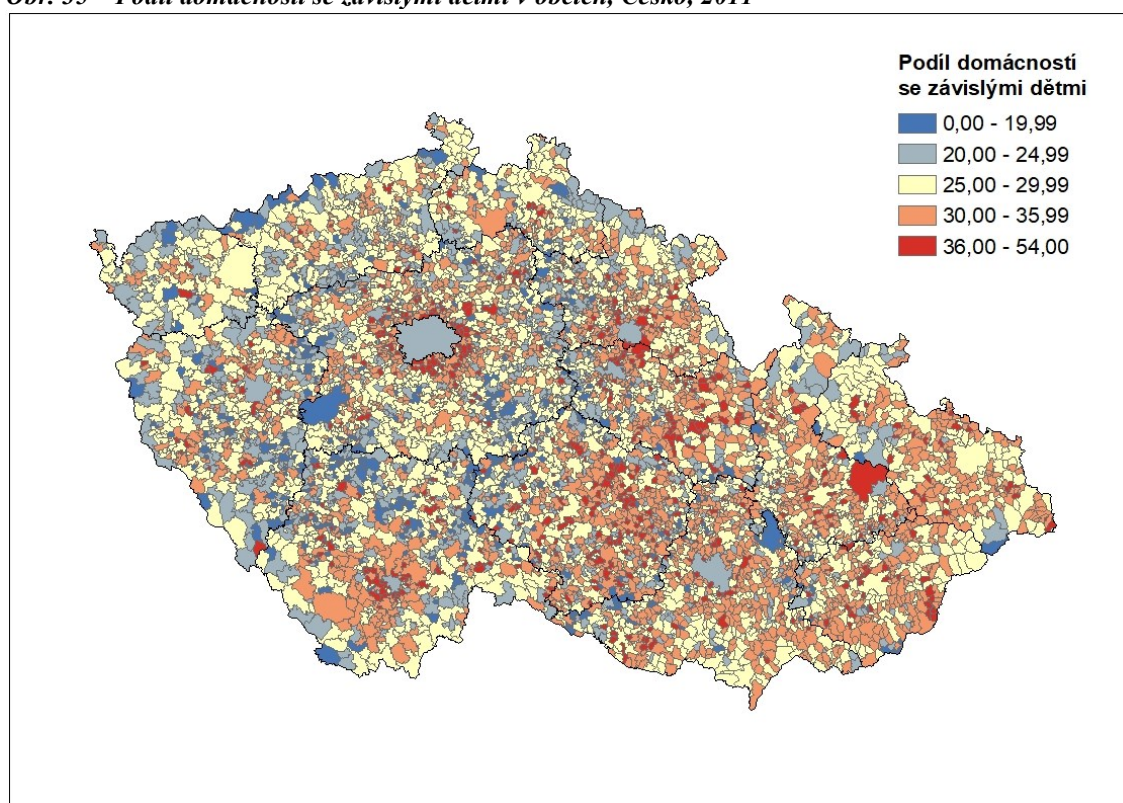 Podíl domácností
se závislými dětmi
0,00 - 19,99
20,00 - 24,99
25,00 - 29,99
30,00 - 35,99
36,00 - 54,00